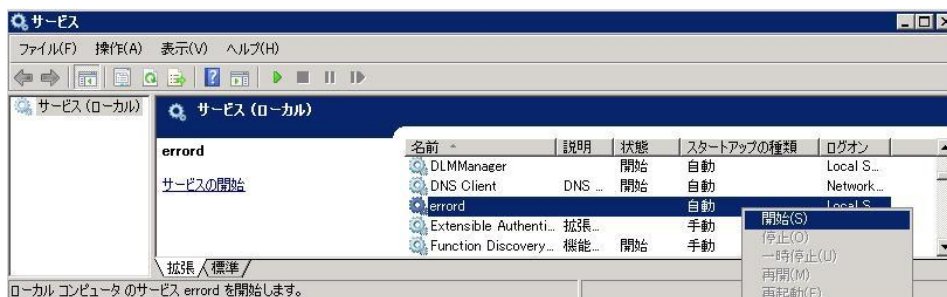 サービス
ファイル(F) 操作(A) 表示(V) ヘルプ(H)
サービス (ローカル)
サービス (ローカル)
errord
サービスの開始
名前 説明 状態 スタートアップの種類 ログオン
DLMManager 開始 自動 Local S...
DNS Client DNS ... 開始 自動 Network...
errord 自動 Local S...
Extensible Authenti... 拡張... 手動
Function Discovery... 機能... 開始 手動
開始(S)
停止(O)
一時停止(U)
再開(M)
再起動(E)
拡張 標準
ローカル コンピュータ のサービス errord を開始します。